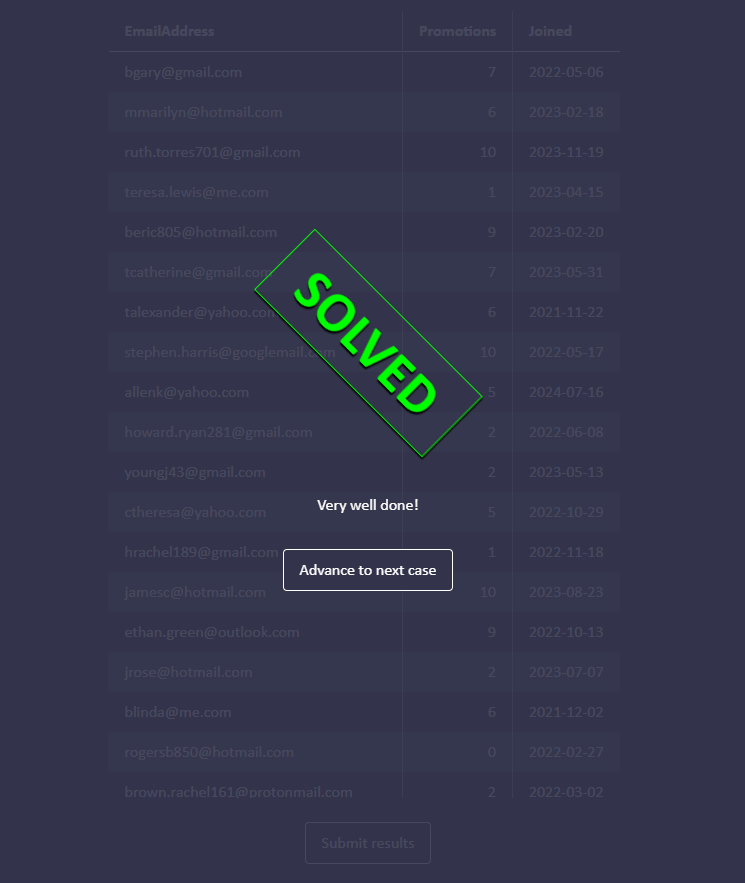 EmailAddress Promotions Joined
bgary@gmail.com 7 2022-05-06
mmarilyn@hotmail.com 6 2023-02-18
ruth.torres701@gmail.com 10 2023-11-19
teresa.lewis@me.com 1 2023-04-15
beric805@hotmail.com 9 2023-02-20
tcatherine@gmail.com 7 2023-05-31
talexander@yahoo.com 6 2021-11-22
stephen.harris@googlemail.com 10 2022-05-17
SOLVED
allenk@yahoo.com 5 2024-07-16
howard.ryan281@gmail.com 2 2022-06-08
youngj43@gmail.com 2 2023-05-13
Very well done!
ctheresa@yahoo.com 5 2022-10-29
hrachel189@gmail.com 1 2022-11-18
Advance to next case
jamesc@hotmail.com 10 2023-08-23
ethan.green@outlook.com 9 2022-10-13
jrose@hotmail.com 2 2023-07-07
blinda@me.com 6 2021-12-02
rogersb850@hotmail.com 0 2022-02-27
brown.rachel161@protonmail.com 2 2022-03-02
Submit results